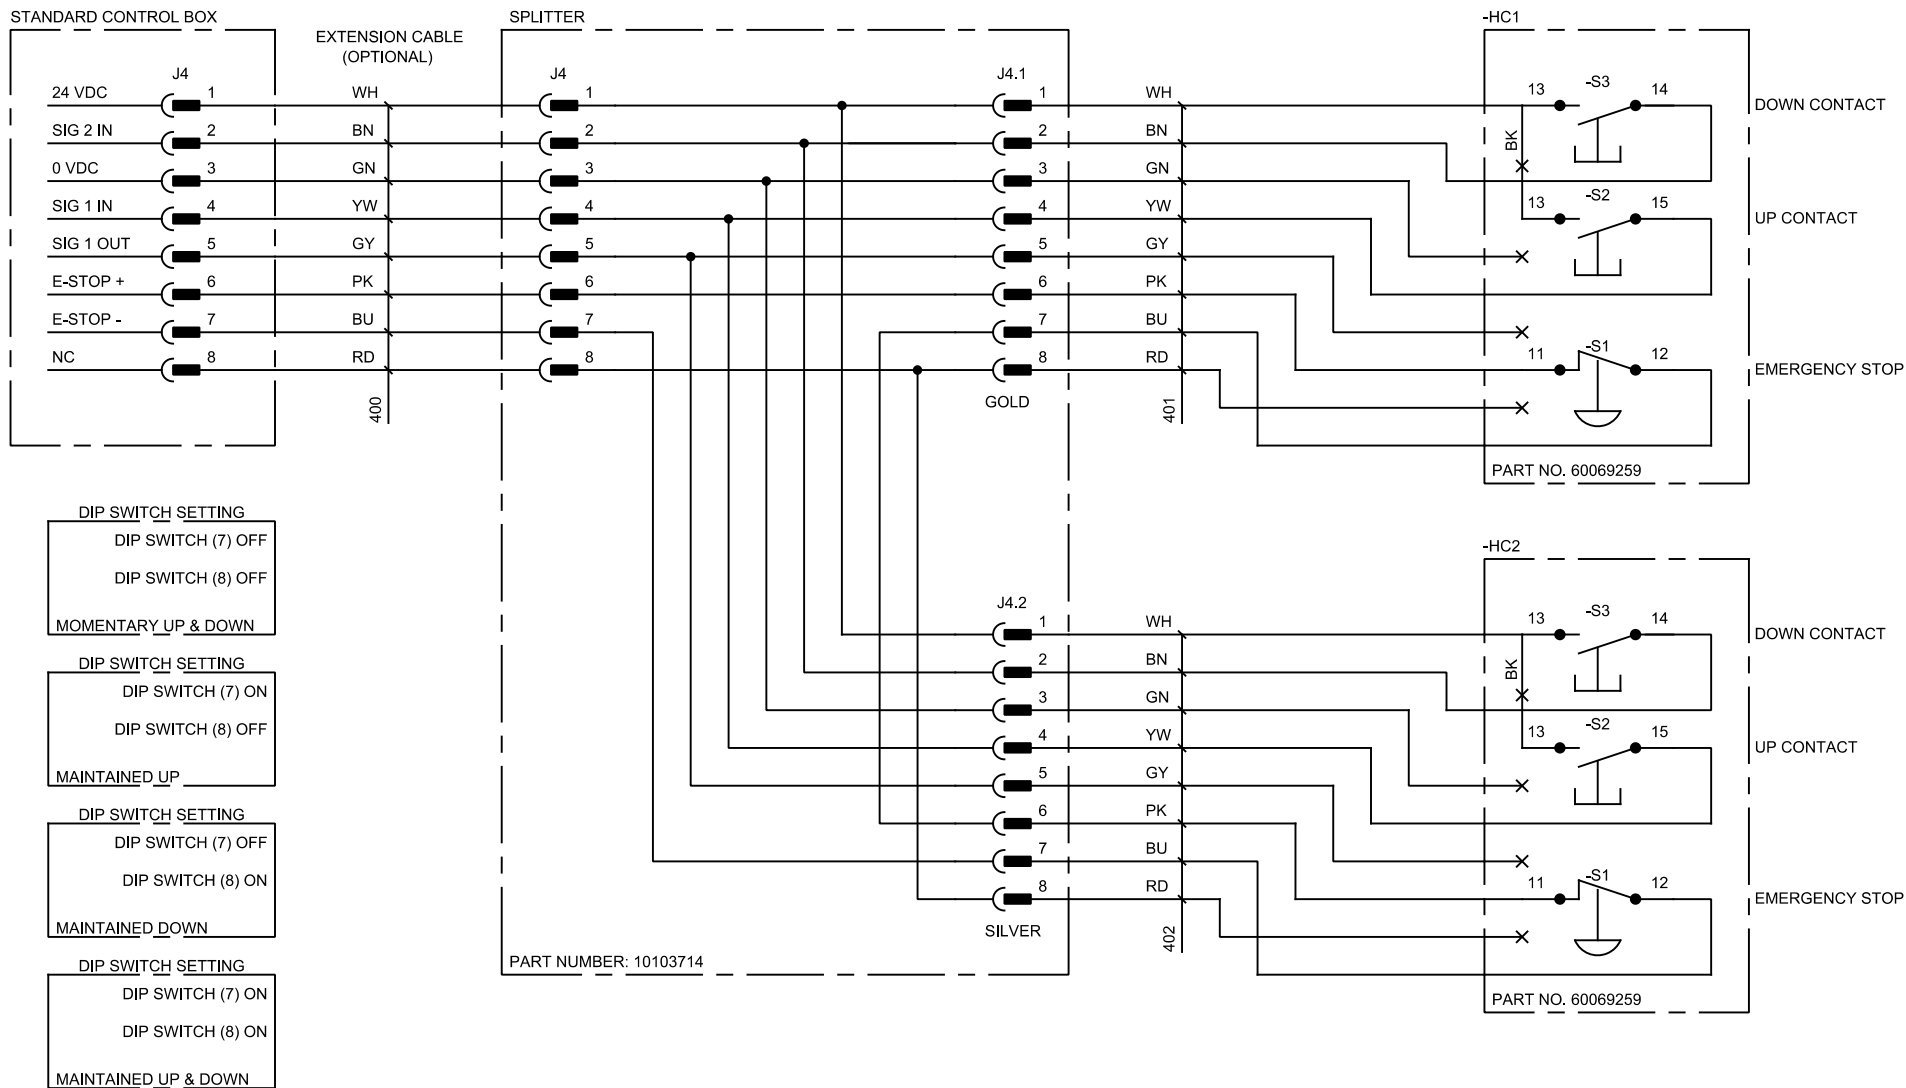 STANDARD CONTROL BOX
J4
24 VDC 1
SIG 2 IN 2
0 VDC 3
SIG 1 IN 4
SIG 1 OUT 5
E-STOP + 6
E-STOP - 7
NC 8
EXTENSION CABLE
(OPTIONAL)
WH
BN
GN
YW
GY
PK
BU
RD
400
SPLITTER
J4
1
2
3
4
5
6
7
8
J4.1
1
2
3
4
5
6
7
8
GOLD
J4.2
1
2
3
4
5
6
7
8
SILVER
PART NUMBER: 10103714
WH
BN
GN
YW
GY
PK
BU
RD
401
-HC1
13 -S3 14
DOWN CONTACT
BK
13 -S2 15
UP CONTACT
11 -S1 12
EMERGENCY STOP
PART NO. 60069259
WH
BN
GN
YW
GY
PK
BU
RD
402
-HC2
13 -S3 14
DOWN CONTACT
BK
13 -S2 15
UP CONTACT
11 -S1 12
EMERGENCY STOP
PART NO. 60069259
DIP SWITCH SETTING
DIP SWITCH (7) OFF
DIP SWITCH (8) OFF
MOMENTARY UP & DOWN
DIP SWITCH SETTING
DIP SWITCH (7) ON
DIP SWITCH (8) OFF
MAINTAINED UP
DIP SWITCH SETTING
DIP SWITCH (7) OFF
DIP SWITCH (8) ON
MAINTAINED DOWN
DIP SWITCH SETTING
DIP SWITCH (7) ON
DIP SWITCH (8) ON
MAINTAINED UP & DOWN